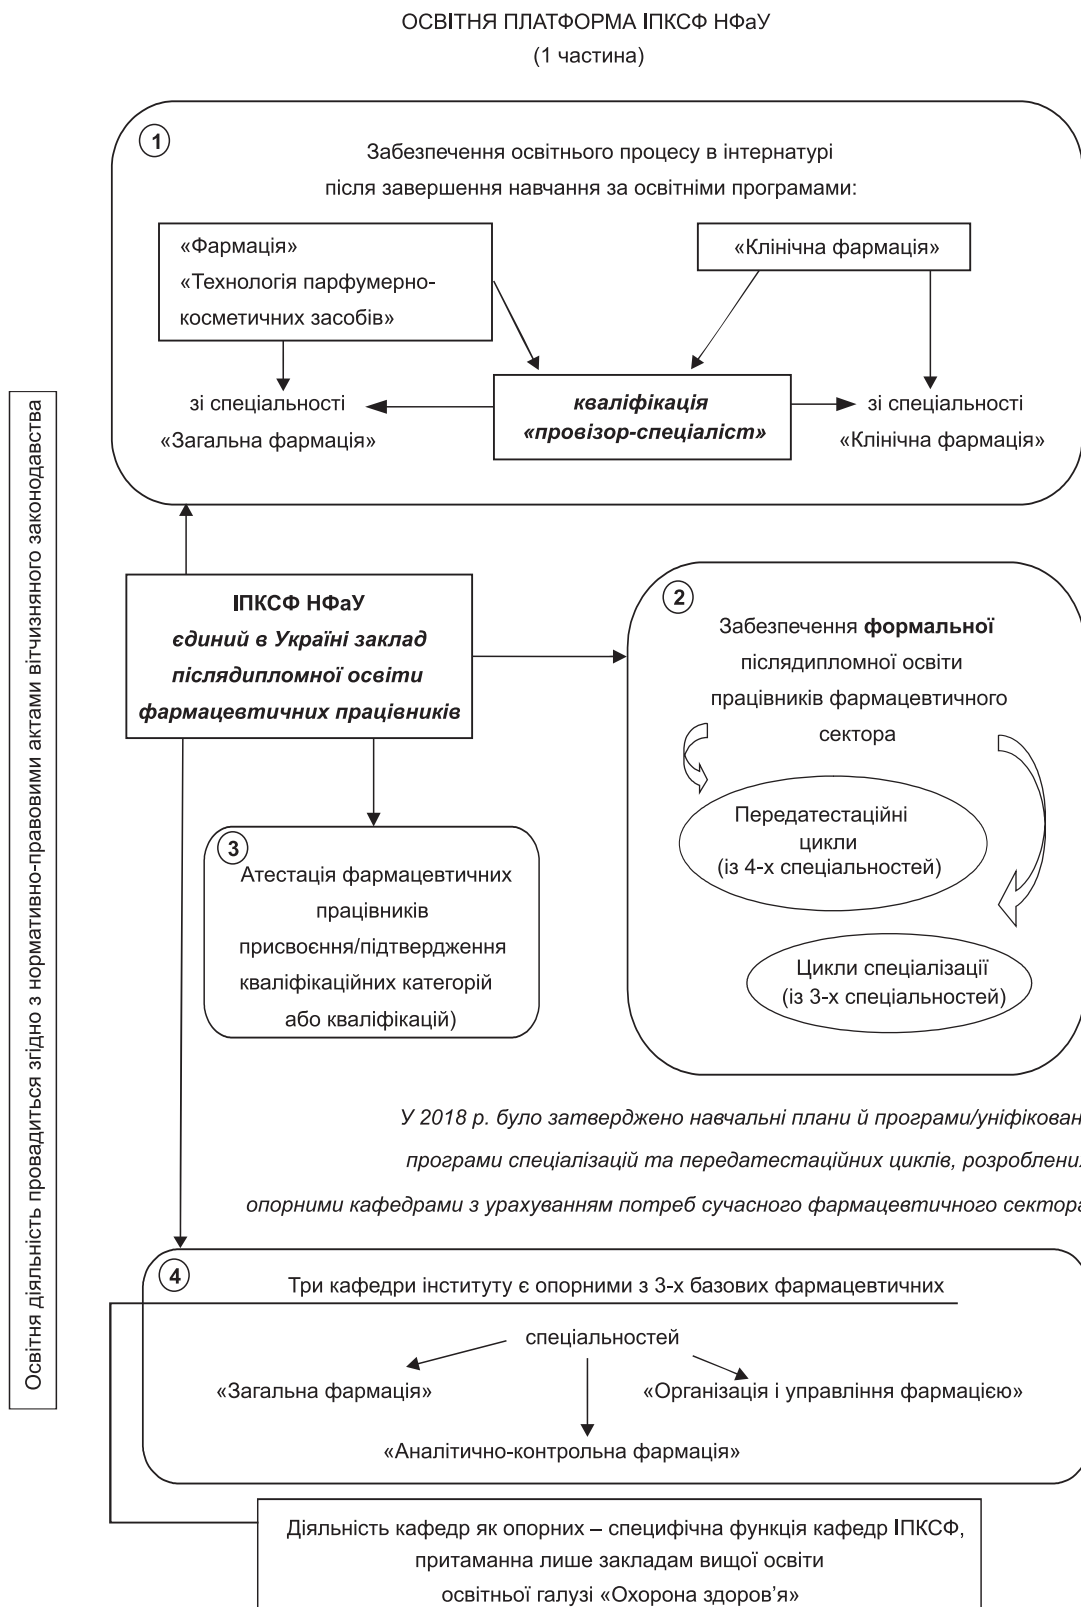 ОСВІТНЯ ПЛАТФОРМА ІПКСФ НФаУ
(1 частина)
1
Забезпечення освітнього процесу в інтернатурі
після завершення навчання за освітніми програмами:
«Фармація»
«Технологія парфумерно-
косметичних засобів»
«Клінічна фармація»
зі спеціальності
«Загальна фармація»
кваліфікація
«провізор-спеціаліст»
зі спеціальності
«Клінічна фармація»
Освітня діяльність провадиться згідно з нормативно-правовими актами вітчизняного законодавства
ІПКСФ НФаУ
єдиний в Україні заклад
післядипломної освіти
фармацевтичних працівників
2
Забезпечення формальної
післядипломної освіти
працівників фармацевтичного
сектора
Передатестаційні
цикли
(із 4-х спеціальностей)
Цикли спеціалізації
(із 3-х спеціальностей)
3
Атестація фармацевтичних
працівників
присвоєння/підтвердження
кваліфікаційних категорій
або кваліфікацій)
У 2018 р. було затверджено навчальні плани й програми/уніфікован
програми спеціалізацій та передатестаційних циклів, розроблени
опорними кафедрами з урахуванням потреб сучасного фармацевтичного сектора
4
Три кафедри інституту є опорними з 3-х базових фармацевтичних
спеціальностей
«Загальна фармація»
«Організація і управління фармацією»
«Аналітично-контрольна фармація»
Діяльність кафедр як опорних – специфічна функція кафедр ІПКСФ,
притаманна лише закладам вищої освіти
освітньої галузі «Охорона здоров’я»